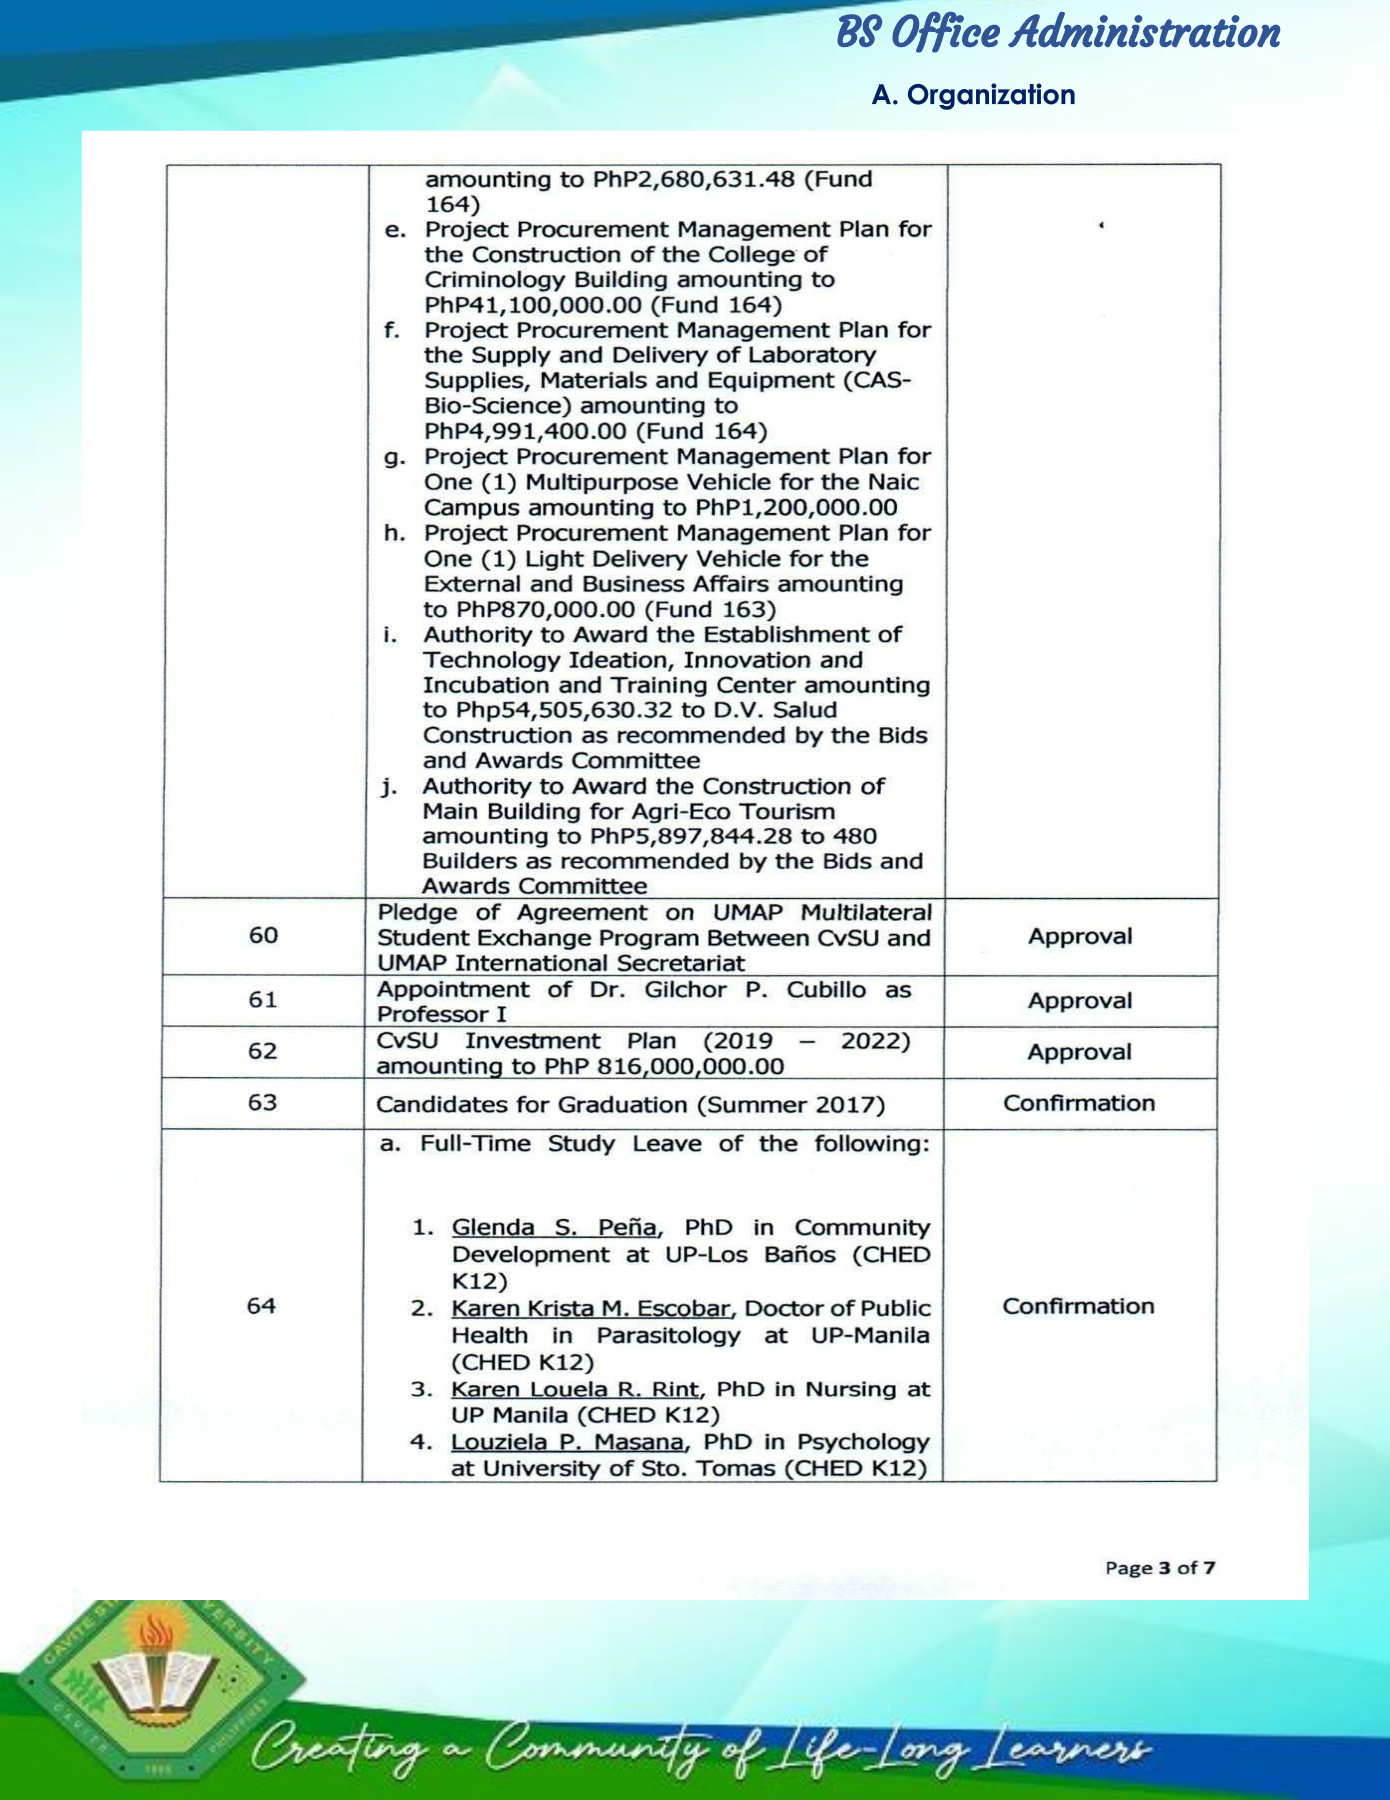 BS Office Administration
A. Organization
amounting to PhP2,680,631.48 (Fund
164)
e. Project Procurement Management Plan for
the Construction of the College of
Criminology Building amounting to
PhP41,100,000.00 (Fund 164)
f. Project Procurement Management Plan for
the Supply and Delivery of Laboratory
Supplies, Materials and Equipment (CAS-
Bio-Science) amounting to
PhP4,991,400.00 (Fund 164)
g. Project Procurement Management Plan for
One (1) Multipurpose Vehicle for the Naic
Campus amounting to PhP1,200,000.00
h. Project Procurement Management Plan for
One (1) Light Delivery Vehicle for the
External and Business Affairs amounting
to PhP870,000.00 (Fund 163)
i. Authority to Award the Establishment of
Technology Ideation, Innovation and
Incubation and Training Center amounting
to Php54,505,630.32 to D.V. Salud
Construction as recommended by the Bids
and Awards Committee
j. Authority to Award the Construction of
Main Building for Agri-Eco Tourism
amounting to PhP5,897,844.28 to 480
Builders as recommended by the Bids and
Awards Committee
60
Pledge of Agreement on UMAP Multilateral
Student Exchange Program Between CvSU and
UMAP International Secretariat
Approval
61
Appointment of Dr. Gilchor P. Cubillo as
Professor I
Approval
62
CvSU Investment Plan (2019 – 2022)
amounting to PhP 816,000,000.00
Approval
63
Candidates for Graduation (Summer 2017)
Confirmation
64
a. Full-Time Study Leave of the following:
1. Glenda S. Peña, PhD in Community
Development at UP-Los Baños (CHED
K12)
2. Karen Krista M. Escobar, Doctor of Public
Health in Parasitology at UP-Manila
(CHED K12)
3. Karen Louela R. Rint, PhD in Nursing at
UP Manila (CHED K12)
4. Louziela P. Masana, PhD in Psychology
at University of Sto. Tomas (CHED K12)
Confirmation
Page 3 of 7
CAVITE
PHILIPPINES
1906
Creating a Community of Life-Long Learners